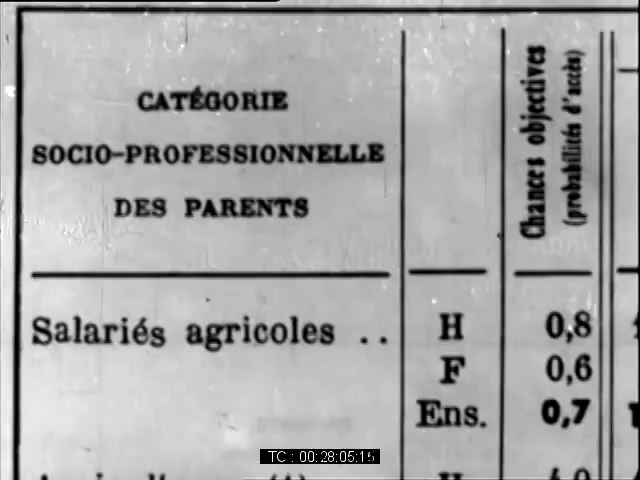 CATÉGORIE
SOCIO-PROFESSIONNELLE
DES PARENTS
Chances objectives
(probabilités d'accès)
Salariés agricoles .. H 0,8
F 0,6
Ens. 0,7
TC : 00:28:05:15